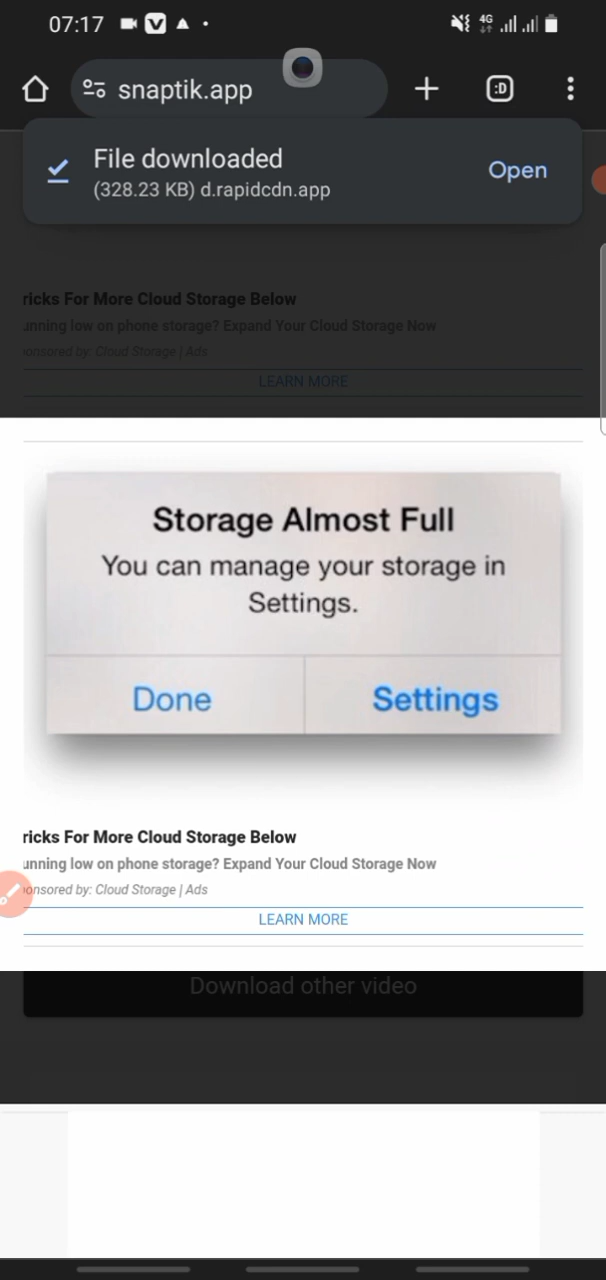 07:17
4G
snaptik.app
:D
File downloaded
(328.23 KB) d.rapidcdn.app
Open
ricks For More Cloud Storage Below
unning low on phone storage? Expand Your Cloud Storage Now
onsored by: Cloud Storage | Ads
LEARN MORE
Storage Almost Full
You can manage your storage in
Settings.
Done
Settings
ricks For More Cloud Storage Below
unning low on phone storage? Expand Your Cloud Storage Now
onsored by: Cloud Storage | Ads
LEARN MORE
Download other video